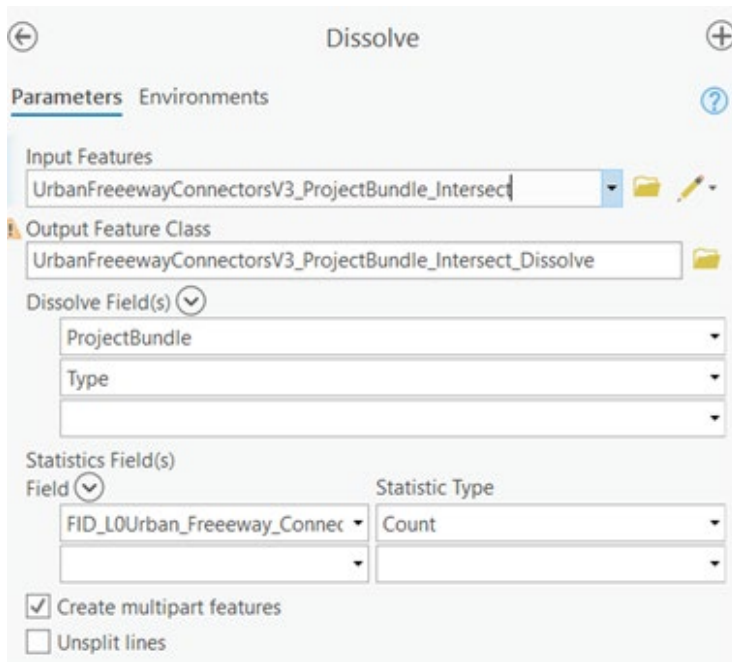 Dissolve
Parameters Environments
Input Features
UrbanFreeewayConnectorsV3_ProjectBundle_Intersect
Output Feature Class
UrbanFreeewayConnectorsV3_ProjectBundle_Intersect_Dissolve
Dissolve Field(s)
ProjectBundle
Type
Statistics Field(s)
Field Statistic Type
FID_L0Urban_Freeeway_Connec Count
Create multipart features
Unsplit lines